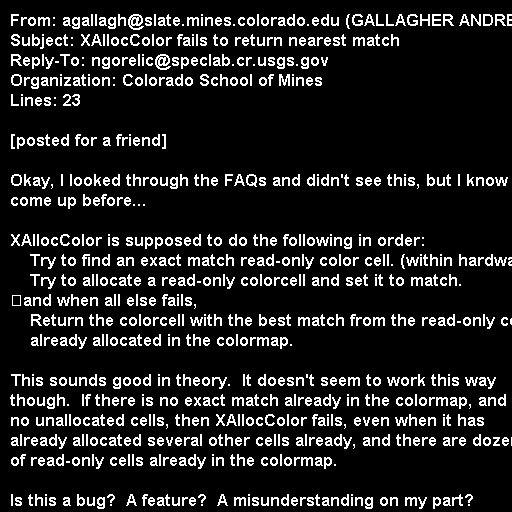 From: agallagh@slate.mines.colorado.edu (GALLAGHER ANDRE
Subject: XAllocColor fails to return nearest match
Reply-To: ngorelic@speclab.cr.usgs.gov
Organization: Colorado School of Mines
Lines: 23

[posted for a friend]

Okay, I looked through the FAQs and didn't see this, but I know
come up before...

XAllocColor is supposed to do the following in order:
    Try to find an exact match read-only color cell. (within hardwa
    Try to allocate a read-only colorcell and set it to match.
and when all else fails,
    Return the colorcell with the best match from the read-only c
    already allocated in the colormap.

This sounds good in theory.  It doesn't seem to work this way
though.  If there is no exact match already in the colormap, and
no unallocated cells, then XAllocColor fails, even when it has
already allocated several other cells already, and there are doze
of read-only cells already in the colormap.

Is this a bug?  A feature?  A misunderstanding on my part?